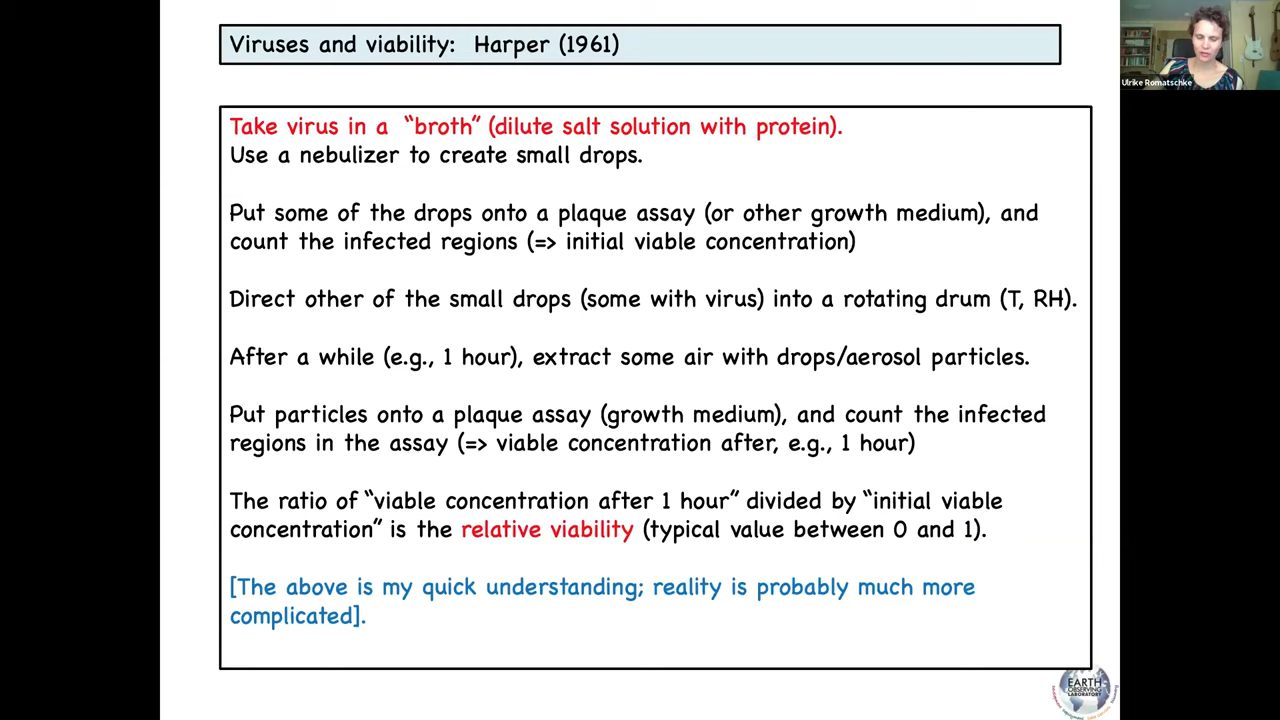 Viruses and viability: Harper (1961)
Ulrike Romatschke
Take virus in a "broth" (dilute salt solution with protein).
Use a nebulizer to create small drops.
Put some of the drops onto a plaque assay (or other growth medium), and
count the infected regions (=> initial viable concentration)
Direct other of the small drops (some with virus) into a rotating drum (T, RH).
After a while (e.g., 1 hour), extract some air with drops/aerosol particles.
Put particles onto a plaque assay (growth medium), and count the infected
regions in the assay (=> viable concentration after, e.g., 1 hour)
The ratio of "viable concentration after 1 hour" divided by "initial viable
concentration" is the relative viability (typical value between 0 and 1).
[The above is my quick understanding; reality is probably much more
complicated].
EARTH
OBSERVING
LABORATORY